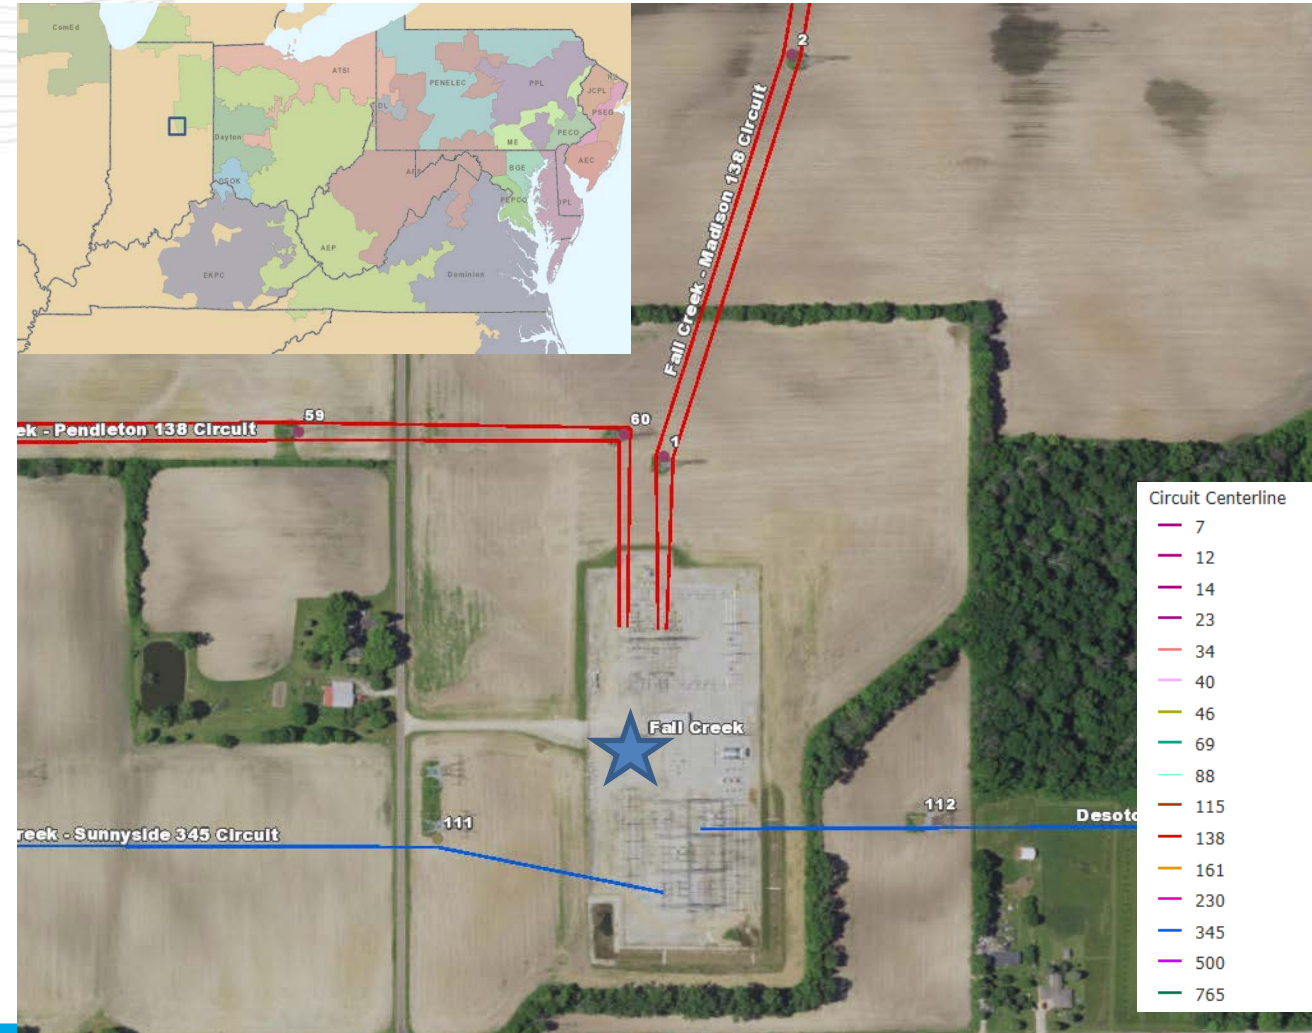 ComEd
ATSI
PENELEC
PPL
JCPL
PSEG
DL
Dayton
ME
PECO
AEC
BGE
DEOK
PEPCO
DPL
AEP
EKPC
Dominion
2
Fall Creek - Madison 138 Circuit
59
60
ek - Pendleton 138 Circuit
1
Circuit Centerline
7
12
14
23
34
40
46
69
88
115
138
161
230
345
500
765
Fall Creek
112
111
Desoto
reek - Sunnyside 345 Circuit